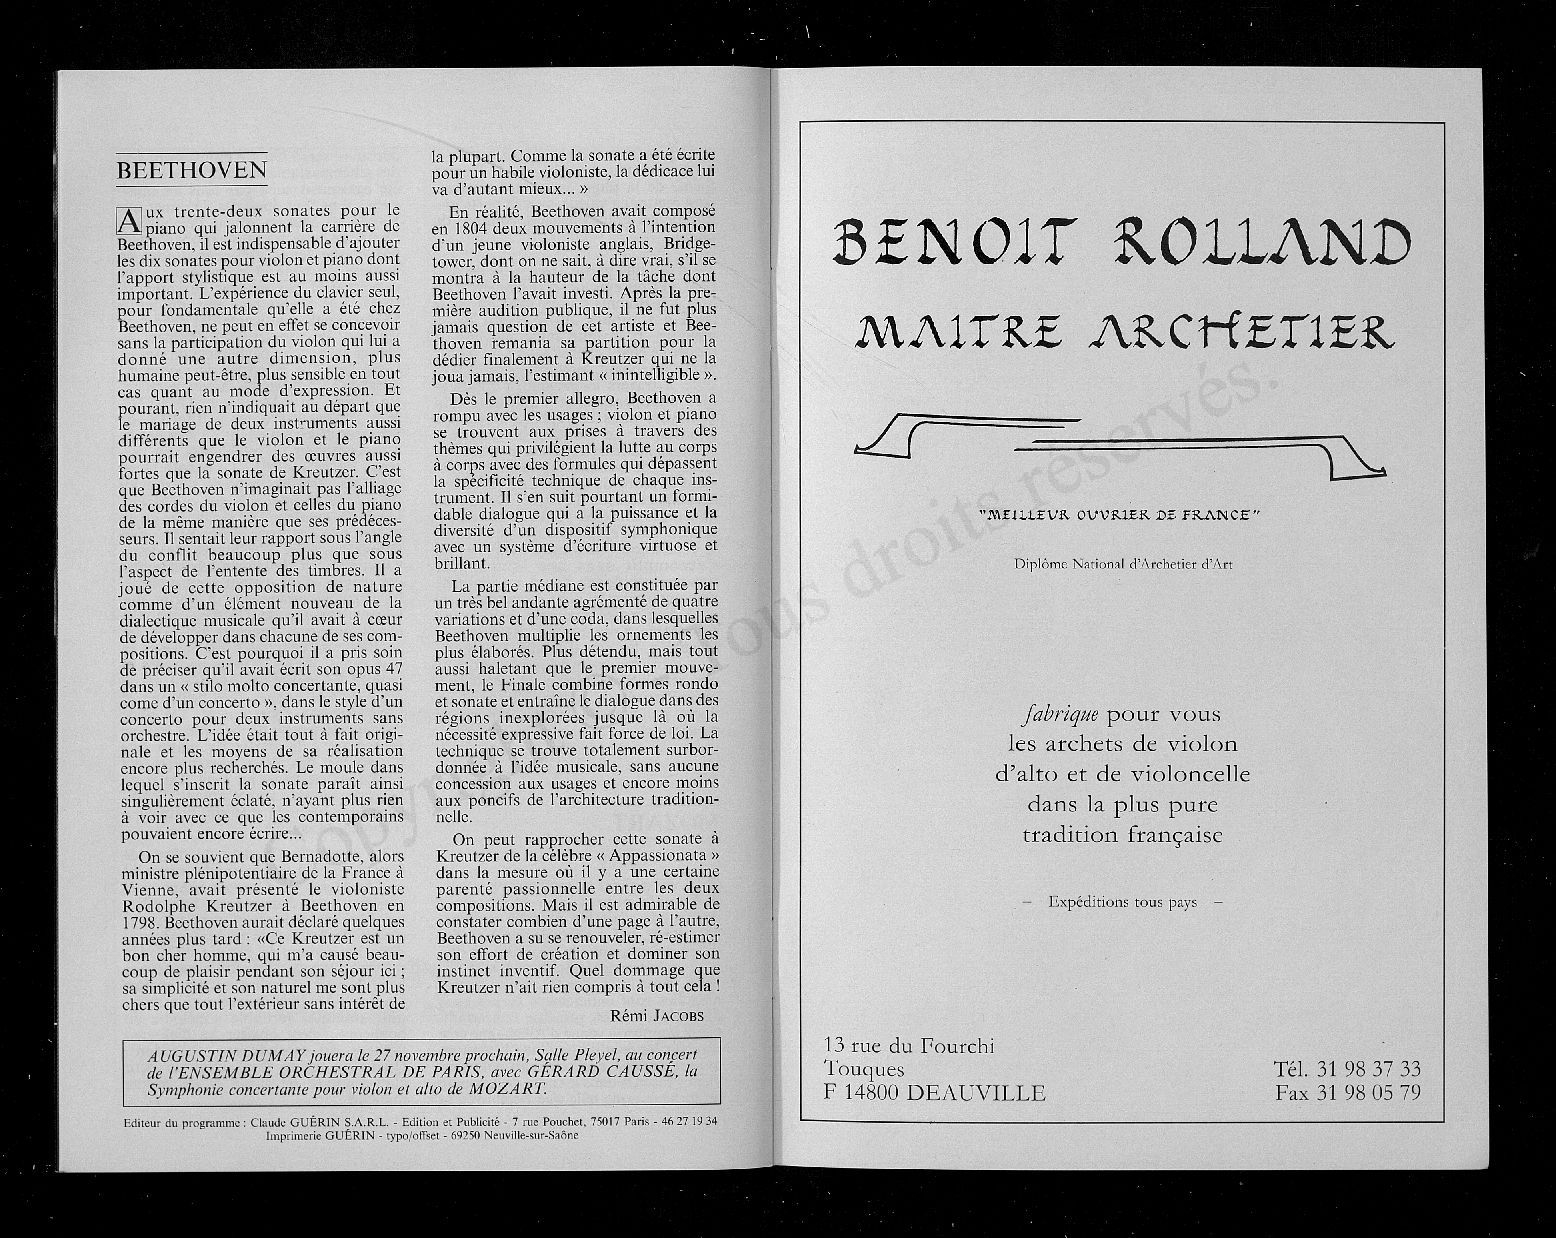 BEETHOVEN
Aux trente-deux sonates pour le
piano qui jalonnent la carrière de
Beethoven, il est indispensable d'ajouter
les dix sonates pour violon et piano dont
l'apport stylistique est au moins aussi
important. L'expérience du clavier seul,
pour fondamentale qu'elle a été chez
Beethoven, ne peut en effet se concevoir
sans la participation du violon qui lui a
donné une autre dimension, plus
humaine peut-être, plus sensible en tout
cas quant au mode d'expression. Et
pourant, rien n'indiquait au départ que
le mariage de deux instruments aussi
différents que le violon et le piano
pourrait engendrer des œuvres aussi
fortes que la sonate de Kreutzer. C'est
que Beethoven n'imaginait pas l'alliage
des cordes du violon et celles du piano
de la même manière que ses prédéces-
seurs. Il sentait leur rapport sous l'angle
du conflit beaucoup plus que sous
l'aspect de l'entente des timbres. Il a
joué de cette opposition de nature
comme d'un élément nouveau de la
dialectique musicale qu'il avait à cœur
de développer dans chacune de ses com-
positions. C'est pourquoi il a pris soin
de préciser qu'il avait écrit son opus 47
dans un « stilo molto concertante, quasi
come d'un concerto », dans le style d'un
concerto pour deux instruments sans
orchestre. L'idée était tout à fait origi-
nale et les moyens de sa réalisation
encore plus recherchés. Le moule dans
lequel s'inscrit la sonate paraît ainsi
singulièrement éclaté, n'ayant plus rien
à voir avec ce que les contemporains
pouvaient encore écrire...
On se souvient que Bernadotte, alors
ministre plénipotentiaire de la France à
Vienne, avait présenté le violoniste
Rodolphe Kreutzer à Beethoven en
1798. Beethoven aurait déclaré quelques
années plus tard : «Ce Kreutzer est un
bon cher homme, qui m'a causé beau-
coup de plaisir pendant son séjour ici ;
sa simplicité et son naturel me sont plus
chers que tout l'extérieur sans intérêt de
la plupart. Comme la sonate a été écrite
pour un habile violoniste, la dédicace lui
va d'autant mieux... »
En réalité, Beethoven avait composé
en 1804 deux mouvements à l'intention
d'un jeune violoniste anglais, Bridge-
tower, dont on ne sait, à dire vrai, s'il se
montra à la hauteur de la tâche dont
Beethoven l'avait investi. Après la pre-
mière audition publique, il ne fut plus
jamais question de cet artiste et Bee-
thoven remania sa partition pour la
dédier finalement à Kreutzer qui ne la
joua jamais, l'estimant « inintelligible ».
Dès le premier allegro, Beethoven a
rompu avec les usages ; violon et piano
se trouvent aux prises à travers des
thèmes qui privilégient la lutte au corps
à corps avec des formules qui dépassent
la spécificité technique de chaque ins-
trument. Il s'en suit pourtant un formi-
dable dialogue qui a la puissance et la
diversité d'un dispositif symphonique
avec un système d'écriture virtuose et
brillant.
La partie médiane est constituée par
un très bel andante agrémenté de quatre
variations et d'une coda, dans lesquelles
Beethoven multiplie les ornements les
plus élaborés. Plus détendu, mais tout
aussi haletant que le premier mouve-
ment, le Finale combine formes rondo
et sonate et entraîne le dialogue dans des
régions inexplorées jusque là où la
nécessité expressive fait force de loi. La
technique se trouve totalement surbor-
donnée à l'idée musicale, sans aucune
concession aux usages et encore moins
aux poncifs de l'architecture tradition-
nelle.
On peut rapprocher cette sonate à
Kreutzer de la célèbre « Appassionata »
dans la mesure où il y a une certaine
parenté passionnelle entre les deux
compositions. Mais il est admirable de
constater combien d'une page à l'autre,
Beethoven a su se renouveler, ré-estimer
son effort de création et dominer son
instinct inventif. Quel dommage que
Kreutzer n'ait rien compris à tout cela !
Rémi JACOBS
AUGUSTIN DUMAY jouera le 27 novembre prochain, Salle Pleyel, au concert
de l'ENSEMBLE ORCHESTRAL DE PARIS, avec GÉRARD CAUSSE, la
Symphonie concertante pour violon et alto de MOZART.
Editeur du programme : Claude GUÉRIN S.A.R.L. - Edition et Publicité - 7 rue Pouchet, 75017 Paris - 46 27 19 34
Imprimerie GUÉRIN - typo/offset - 69250 Neuville-sur-Saône
BENOIT ROLLAND
MAITRE ARCHETIER
"MEILLEUR OUVRIER DE FRANCE"
Diplôme National d'Archetier d'Art
fabrique pour vous
les archets de violon
d'alto et de violoncelle
dans la plus pure
tradition française
– Expéditions tous pays –
13 rue du Fourchi
Touques
F 14800 DEAUVILLE
Tél. 31 98 37 33
Fax 31 98 05 79
tous droits réservés.